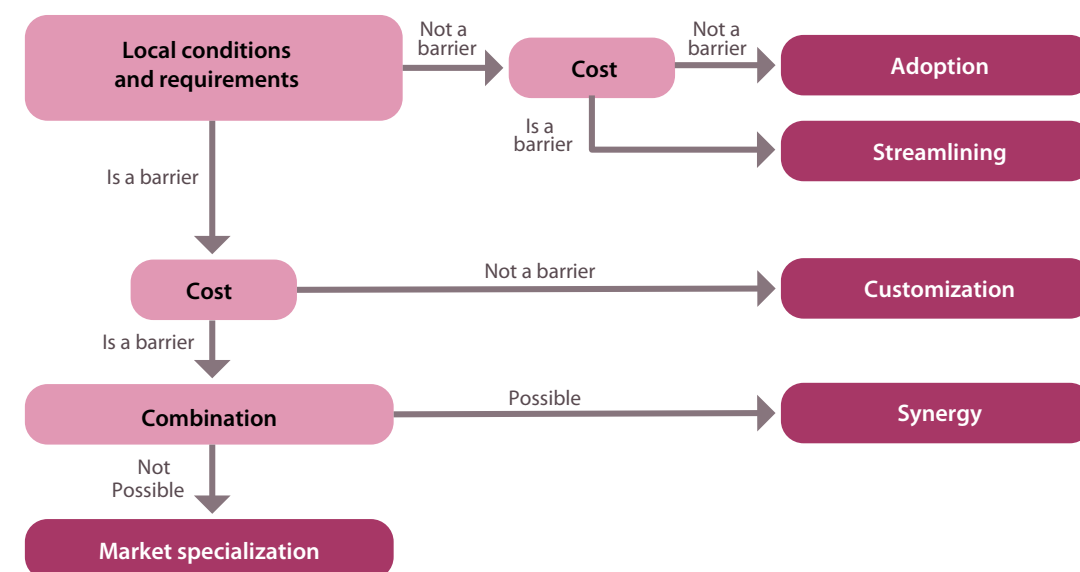 Local conditions
and requirements
Not a
barrier
Cost
Not a
barrier
Adoption
Is a
barrier
Streamlining
Is a barrier
Cost
Not a barrier
Customization
Is a barrier
Combination
Possible
Synergy
Not
Possible
Market specialization